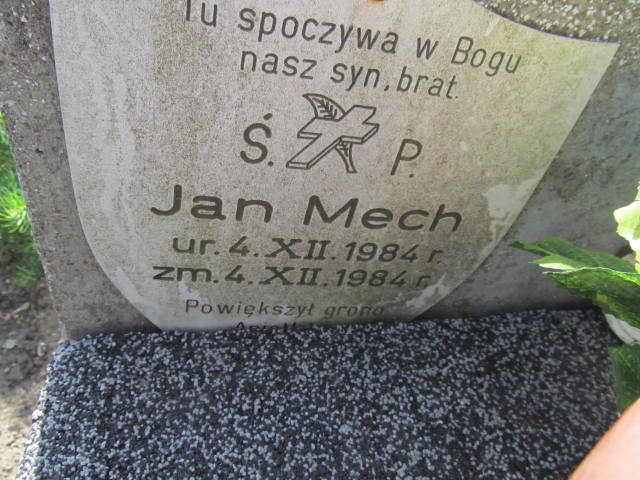 Tu spoczywa w Bogu
nasz syn, brat.
Ś. P.
Jan Mech
ur. 4. XII. 1984 r.
zm. 4. XII. 1984 r.
Powiększył grono